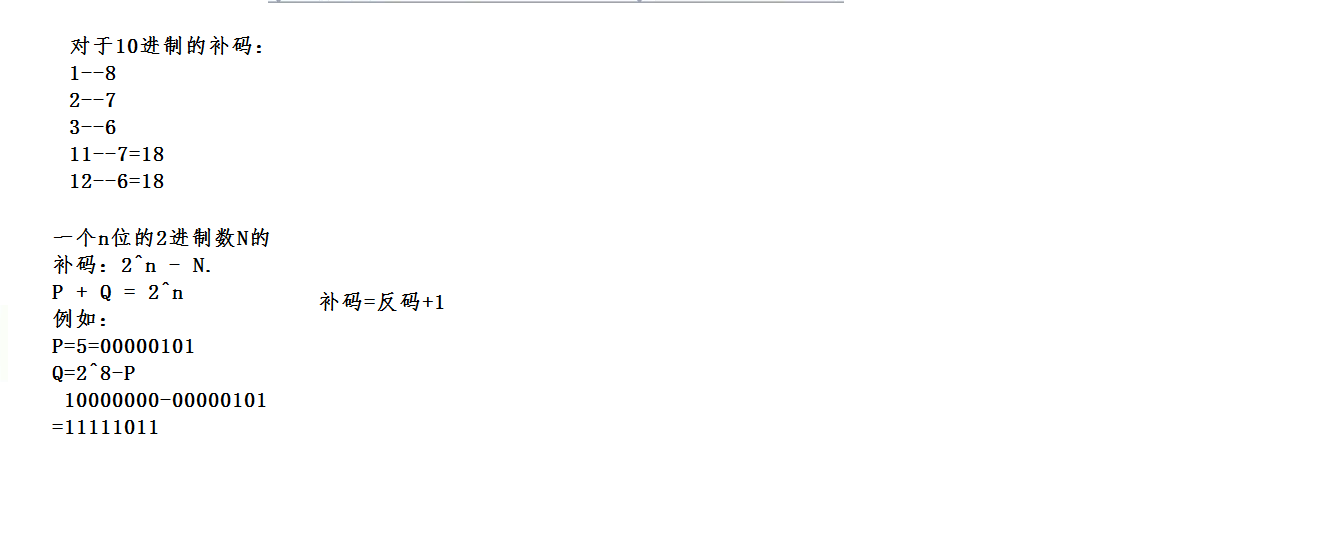 对于10进制的补码：
1--8
2--7
3--6
11--7=18
12--6=18
一个n位的2进制数N的
补码：2^n - N.
P + Q = 2^n
补码=反码+1
例如：
P=5=00000101
Q=2^8-P
10000000-00000101
=11111011